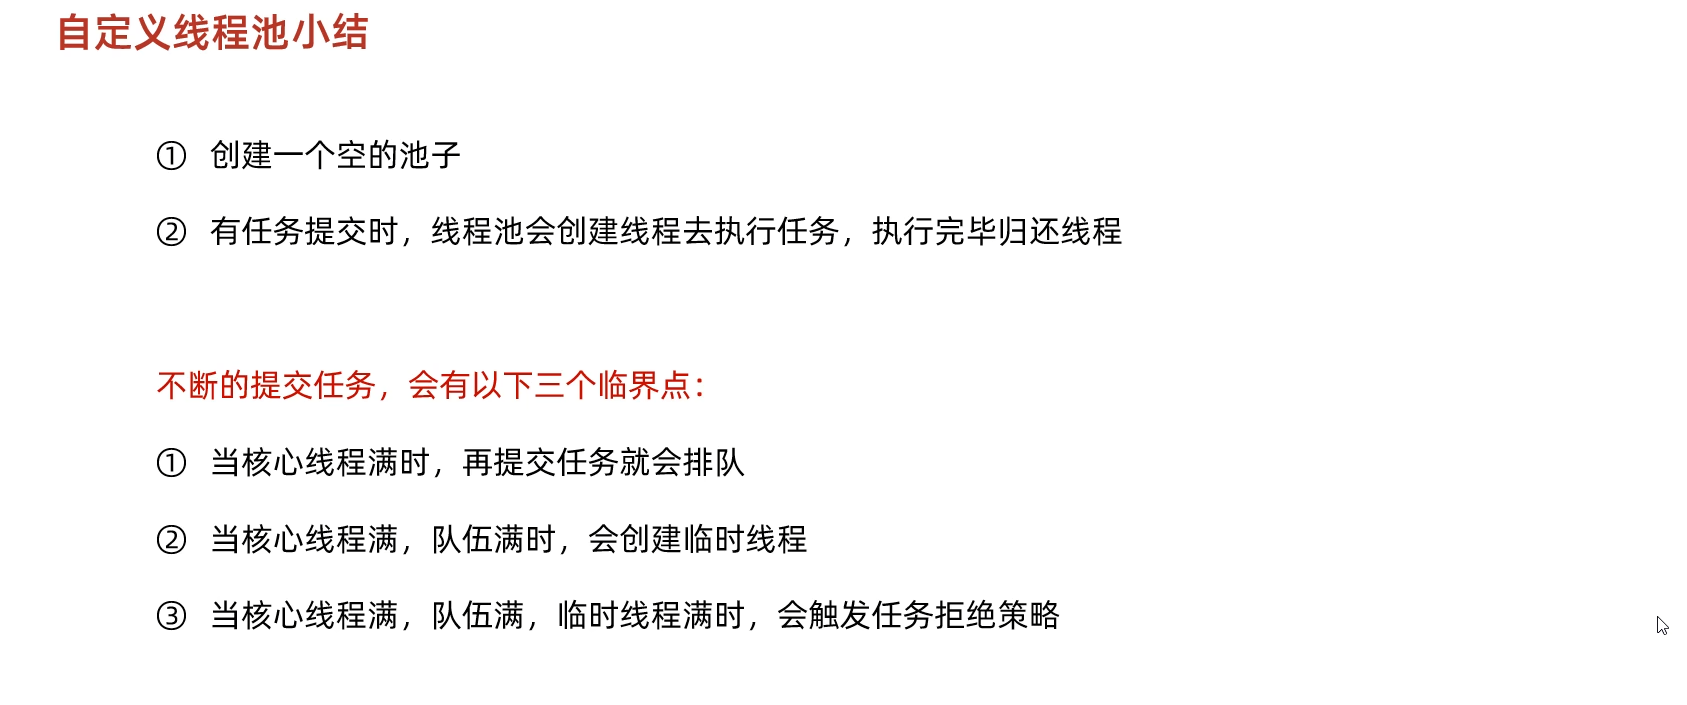 自定义线程池小结
① 创建一个空的池子
② 有任务提交时，线程池会创建线程去执行任务，执行完毕归还线程
不断的提交任务，会有以下三个临界点：
① 当核心线程满时，再提交任务就会排队
② 当核心线程满，队伍满时，会创建临时线程
③ 当核心线程满，队伍满，临时线程满时，会触发任务拒绝策略